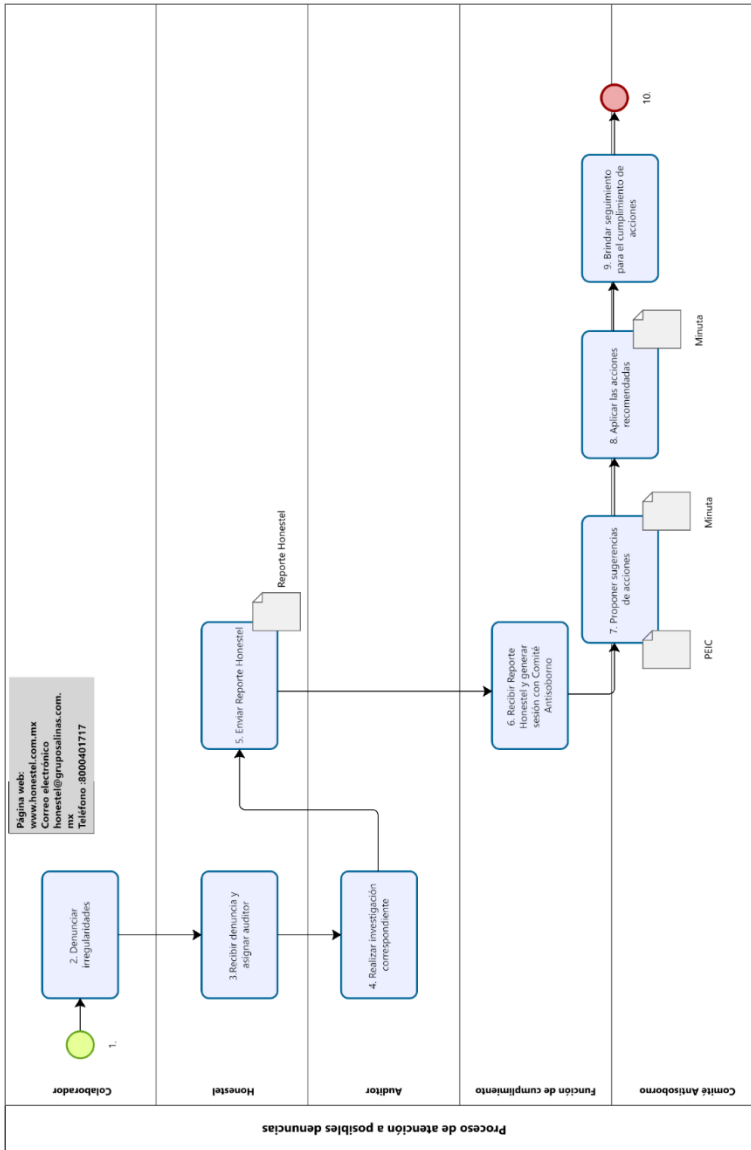 Proceso de atención a posibles denuncias
Colaborador
Honestel
Auditor
Función de cumplimiento
Comité Antisoborno
1.
2. Denunciar
irregularidades
Página web:
www.honestel.com.mx
Correo electrónico
honestel@gruposalinas.com.
mx
Teléfono :8000401717
3.Recibir denuncia y
asignar auditor
4. Realizar investigación
correspondiente
5. Enviar Reporte Honestel
Reporte Honestel
6. Recibir Reporte
Honestel y generar
sesión con Comité
Antisoborno
7. Proponer sugerencias
de acciones
PEIC
Minuta
8. Aplicar las acciones
recomendadas
Minuta
9. Brindar seguimiento
para el cumplimiento de
acciones
10.